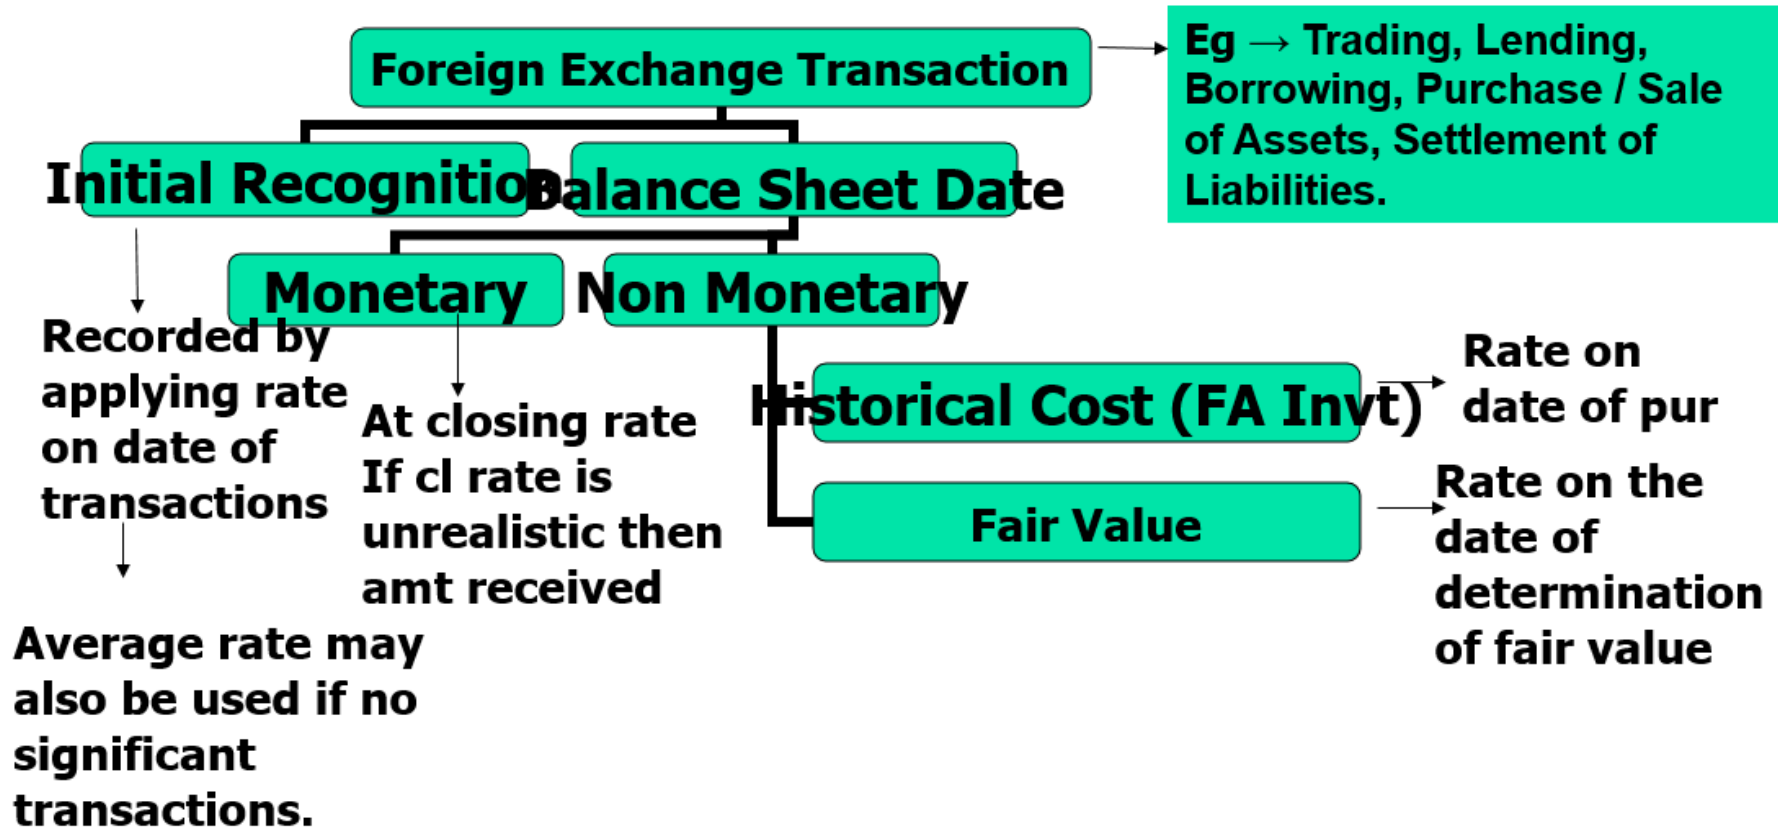 Foreign Exchange Transaction
Eg → Trading, Lending,
Borrowing, Purchase / Sale
of Assets, Settlement of
Liabilities.
Initial Recognition
Balance Sheet Date
Monetary
Non Monetary
Recorded by
applying rate
on date of
transactions
At closing rate
If cl rate is
unrealistic then
amt received
Historical Cost (FA Invt)
Rate on
date of pur
Fair Value
Rate on the
date of
determination
of fair value
Average rate may
also be used if no
significant
transactions.